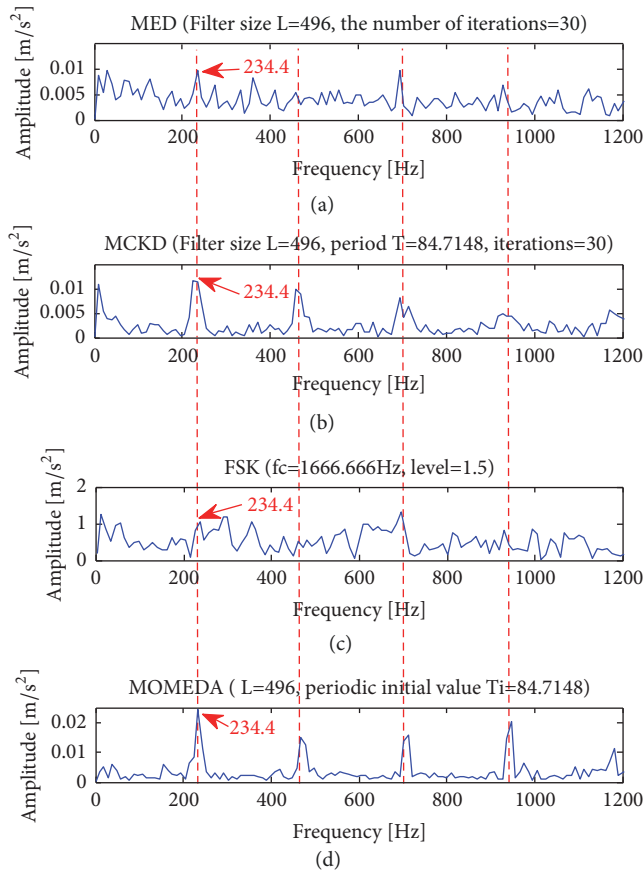 MED (Filter size L=496, the number of iterations=30)
Amplitude [m/s²]
0.01
0.005
0
234.4
0 200 400 600 800 1000 1200
Frequency [Hz]
(a)
MCKD (Filter size L=496, period T=84.7148, iterations=30)
Amplitude [m/s²]
0.01
0.005
0
234.4
0 200 400 600 800 1000 1200
Frequency [Hz]
(b)
FSK (fc=1666.666Hz, level=1.5)
Amplitude [m/s²]
2
1
0
234.4
0 200 400 600 800 1000 1200
Frequency [Hz]
(c)
MOMEDA ( L=496, periodic initial value Ti=84.7148)
Amplitude [m/s²]
0.02
0.01
0
234.4
0 200 400 600 800 1000 1200
Frequency [Hz]
(d)